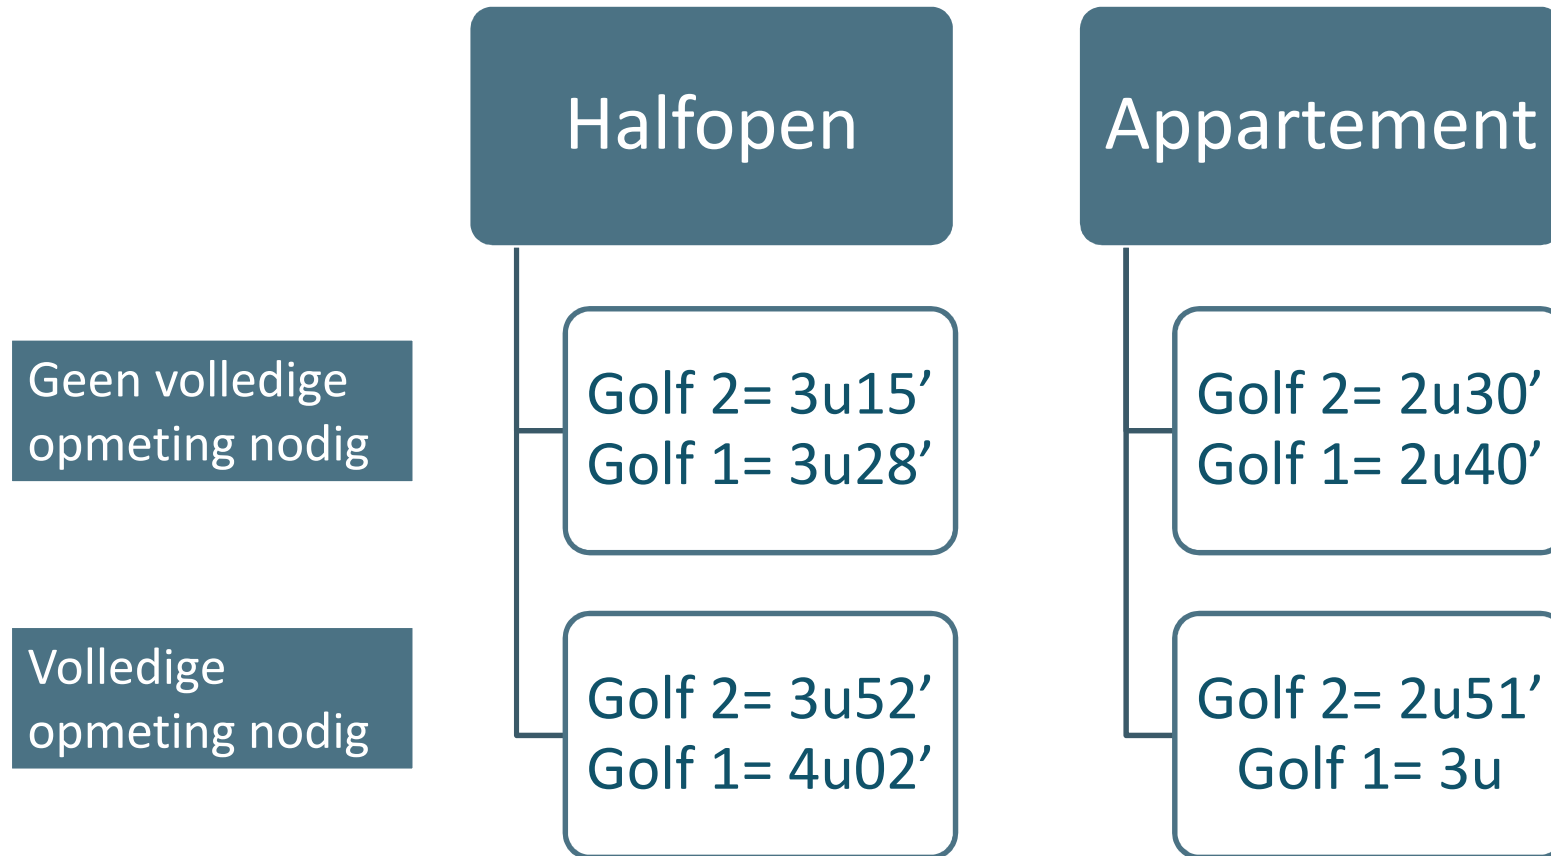 Halfopen
Appartement
Geen volledige
opmeting nodig
Golf 2= 3u15’
Golf 1= 3u28’
Golf 2= 2u30’
Golf 1= 2u40’
Volledige
opmeting nodig
Golf 2= 3u52’
Golf 1= 4u02’
Golf 2= 2u51’
Golf 1= 3u